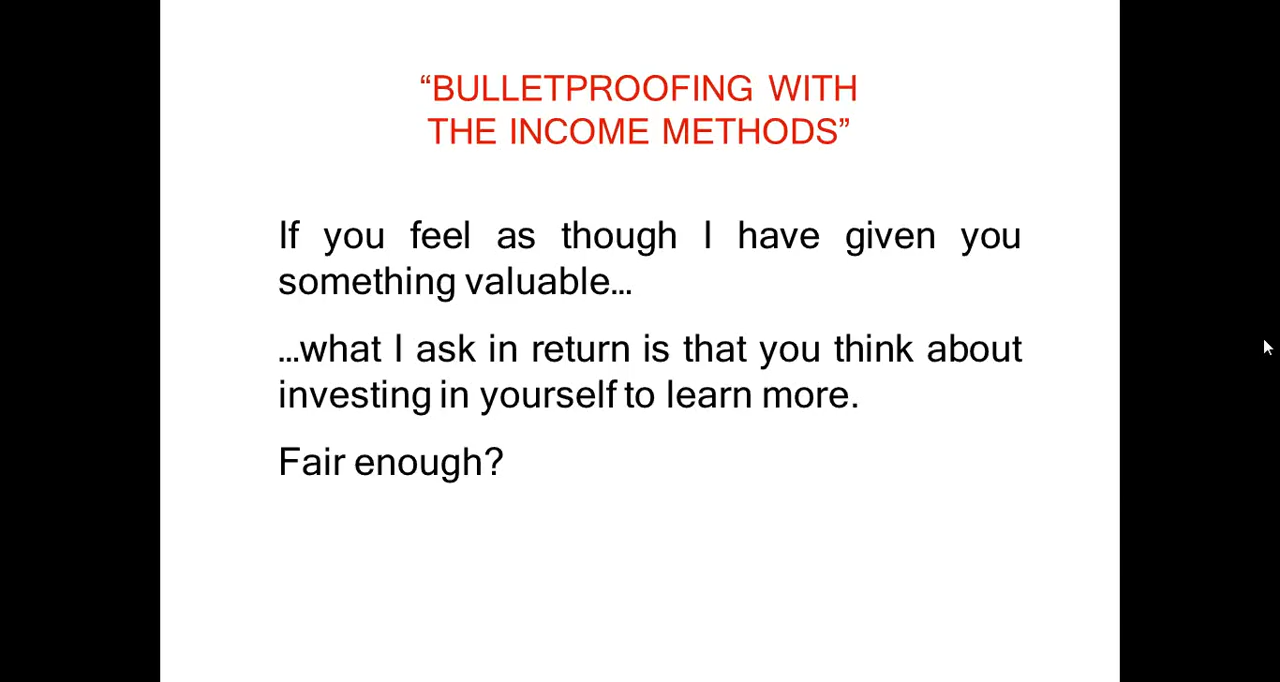 “BULLETPROOFING WITH
THE INCOME METHODS”
If you feel as though I have given you
something valuable…
…what I ask in return is that you think about
investing in yourself to learn more.
Fair enough?